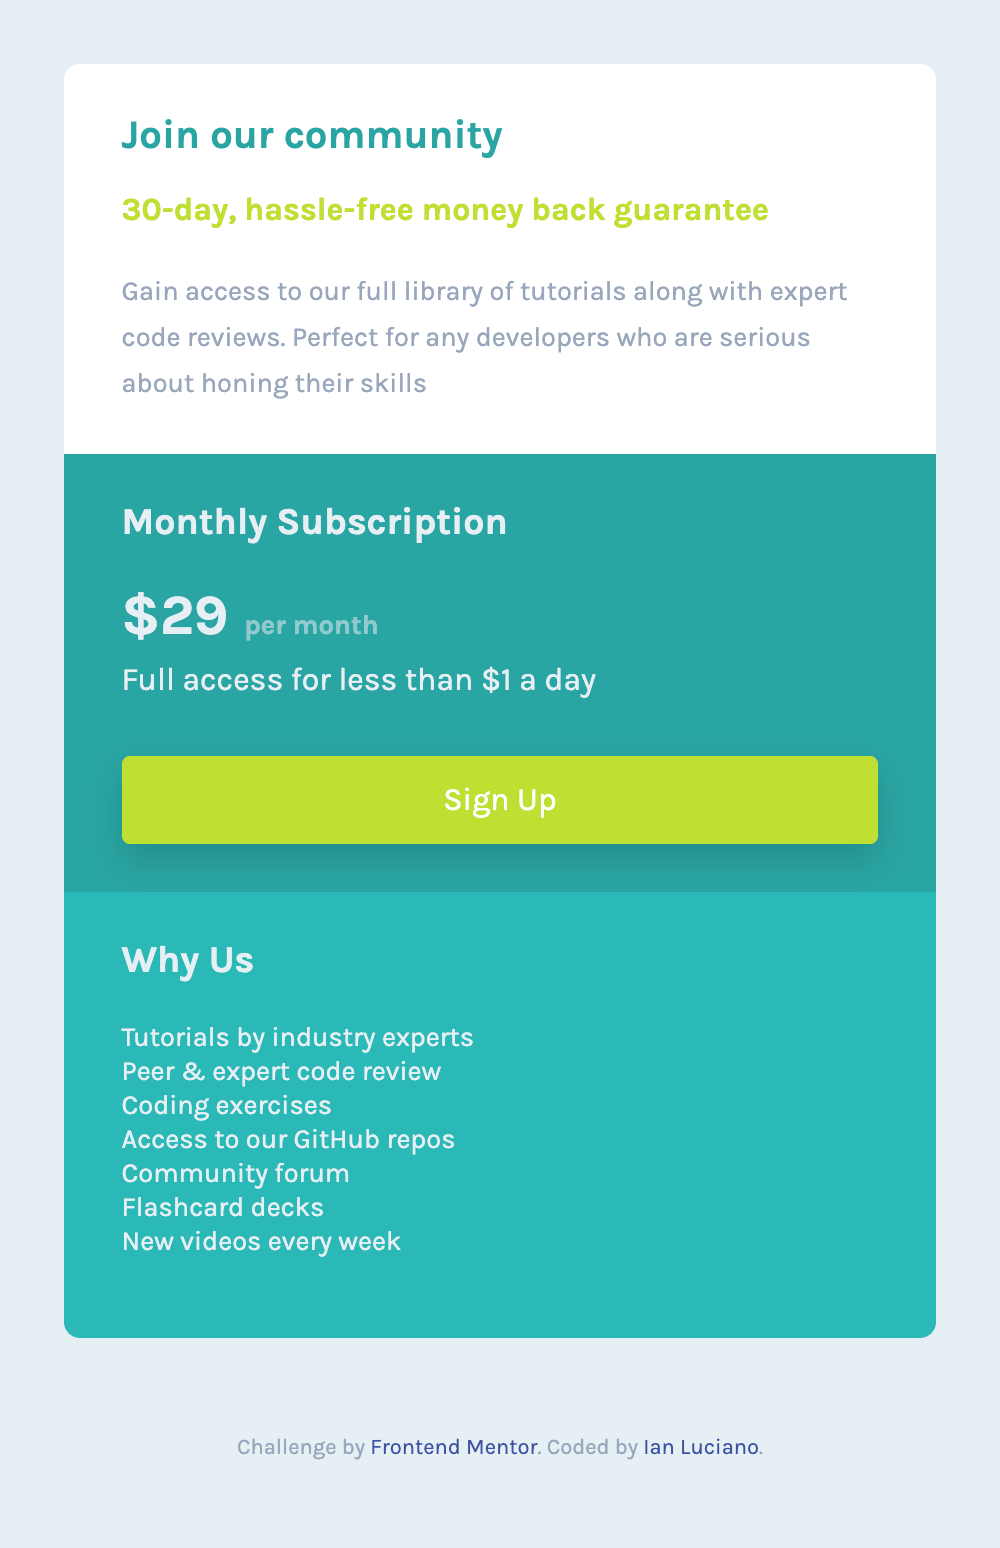 Join our community
30-day, hassle-free money back guarantee
Gain access to our full library of tutorials along with expert
code reviews. Perfect for any developers who are serious
about honing their skills
Monthly Subscription
$29 per month
Full access for less than $1 a day
Sign Up
Why Us
Tutorials by industry experts
Peer & expert code review
Coding exercises
Access to our GitHub repos
Community forum
Flashcard decks
New videos every week
Challenge by Frontend Mentor. Coded by Ian Luciano.